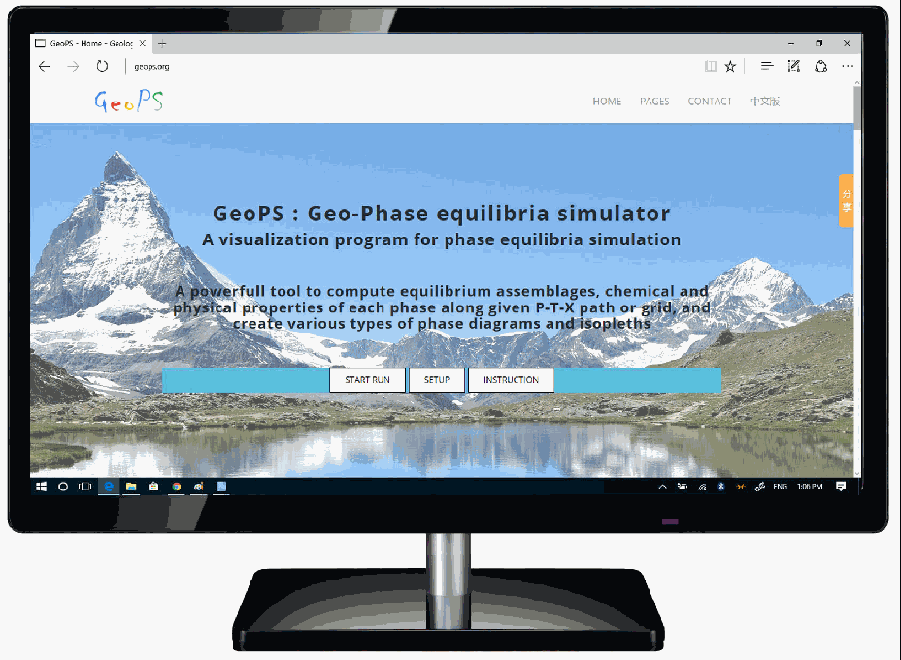 GeoPS - Home - Geolog
geops.org
GeoPS
HOME PAGES CONTACT 中文版
分享
GeoPS : Geo-Phase equilibria simulator
A visualization program for phase equilibria simulation
A powerfull tool to compute equilibrium assemblages, chemical and
physical properties of each phase along given P-T-X path or grid, and
create various types of phase diagrams and isopleths
START RUN SETUP INSTRUCTION
ENG 1:06 PM